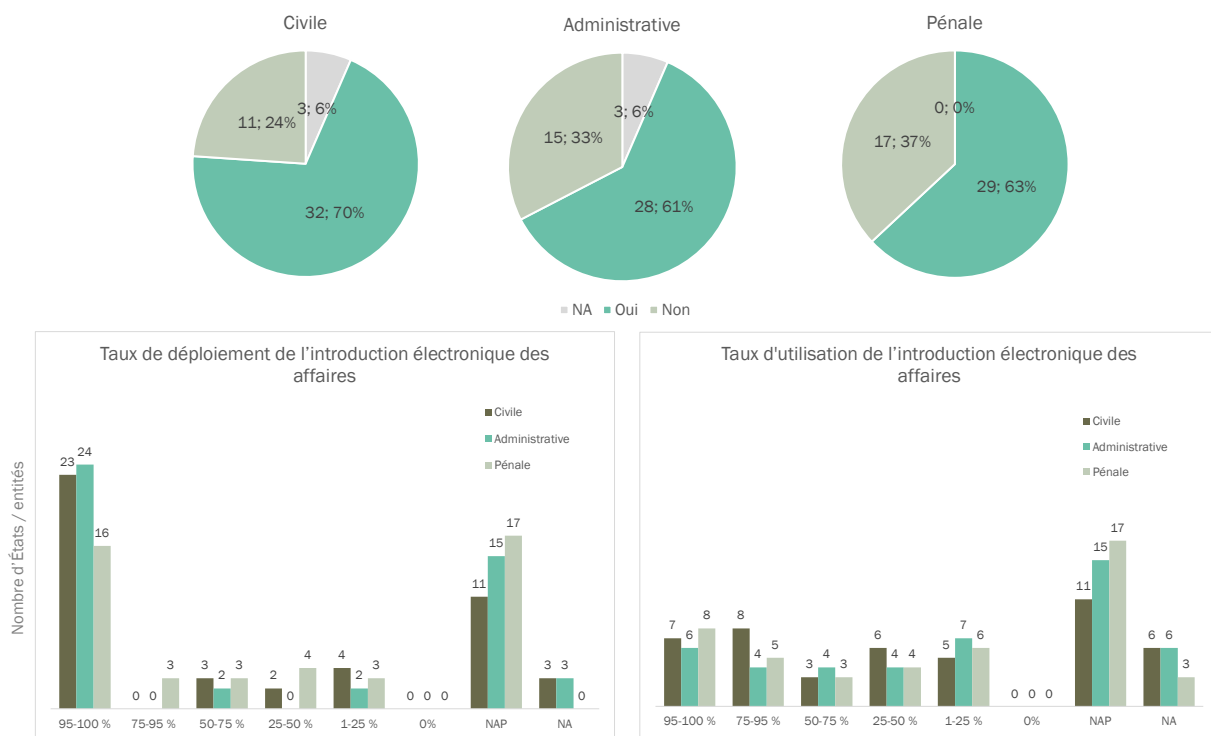 Civile
Administrative
Pénale
3; 6%
11; 24%
32; 70%
3; 6%
15; 33%
28; 61%
0; 0%
17; 37%
29; 63%
NA Oui Non
Taux de déploiement de l'introduction électronique des
affaires
Nombre d'États / entités
Civile
Administrative
Pénale
23 24 16
0 0 3
3 2 3
2 0 4
4 2 3
0 0 0
11 15 17
3 3 0
95-100 % 75-95 % 50-75 % 25-50 % 1-25 % 0% NAP NA
Taux d'utilisation de l'introduction électronique des
affaires
Civile
Administrative
Pénale
7 6 8
8 4 5
3 4 3
6 4 4
5 7 6
0 0 0
11 15 17
6 6 3
95-100 % 75-95 % 50-75 % 25-50 % 1-25 % 0% NAP NA